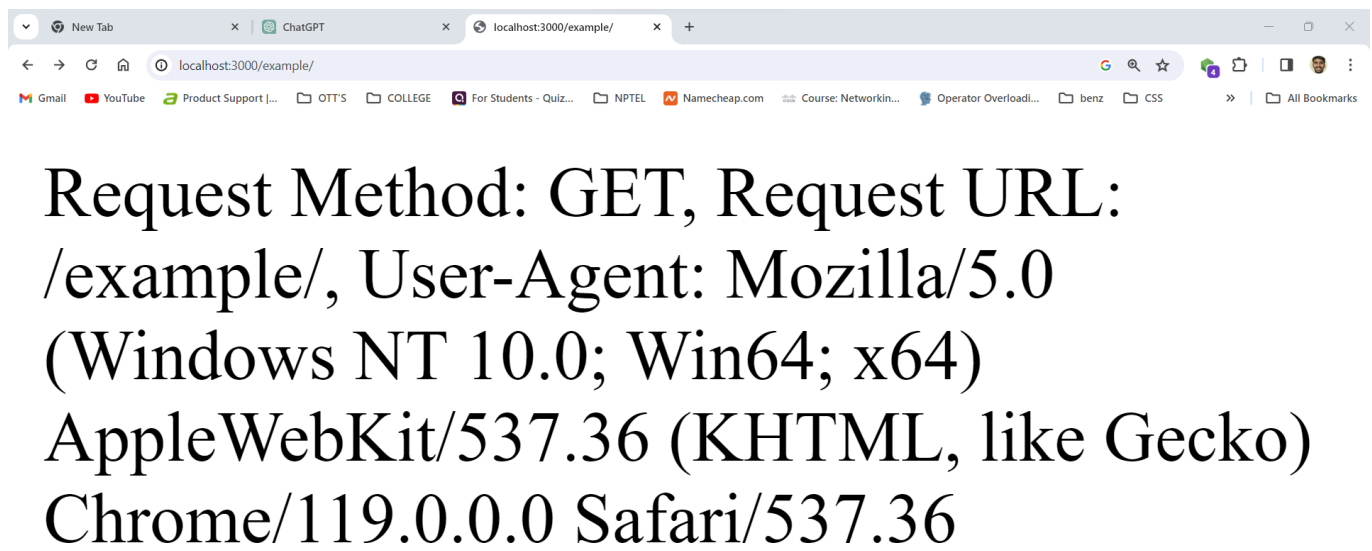 New Tab
ChatGPT
localhost:3000/example/
localhost:3000/example/
4
Gmail YouTube Product Support |... OTT'S COLLEGE For Students - Quiz... NPTEL Namecheap.com Course: Networkin... Operator Overloadi... benz CSS » All Bookmarks
Request Method: GET, Request URL:
/example/, User-Agent: Mozilla/5.0
(Windows NT 10.0; Win64; x64)
AppleWebKit/537.36 (KHTML, like Gecko)
Chrome/119.0.0.0 Safari/537.36